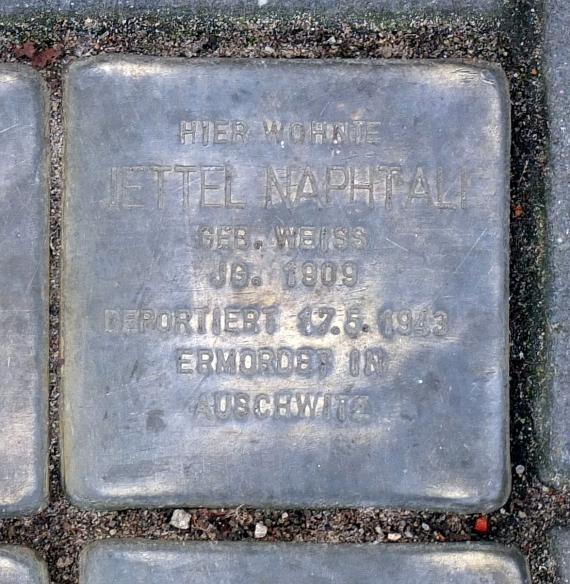 HIER WOHNTE
JETTEL NAPHTALI
GEB. WEISS
JG. 1909
DEPORTIERT 17.5.1943
ERMORDET IN
AUSCHWITZ